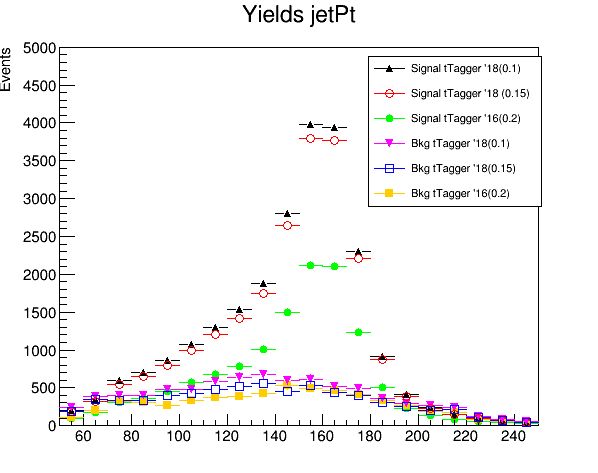 Yields jetPt
Events
5000
4500
4000
3500
3000
2500
2000
1500
1000
500
0
60 80 100 120 140 160 180 200 220 240
Signal tTagger '18(0.1)
Signal tTagger '18 (0.15)
Signal tTagger '16(0.2)
Bkg tTagger '18(0.1)
Bkg tTagger '18(0.15)
Bkg tTagger '16(0.2)